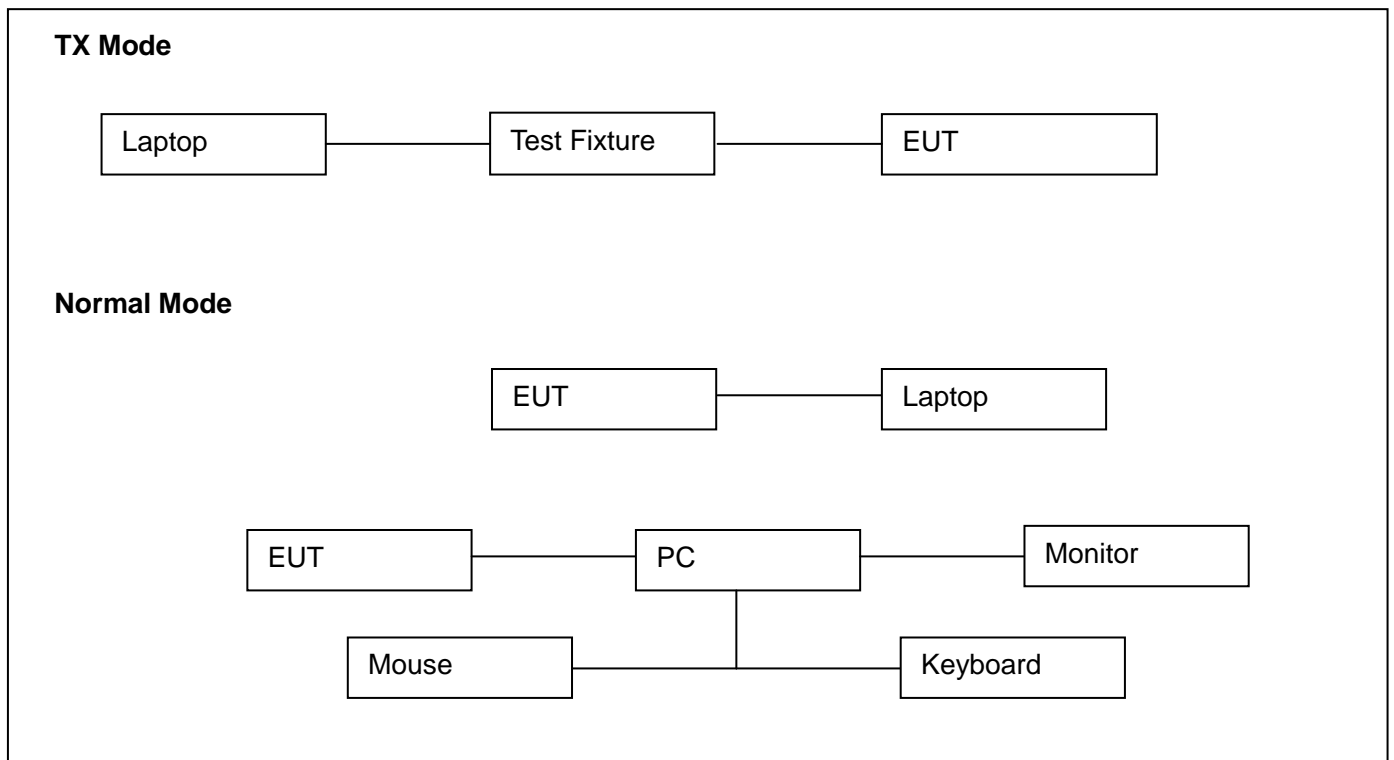 TX Mode
Laptop
Test Fixture
EUT
Normal Mode
EUT
Laptop
EUT
PC
Monitor
Mouse
Keyboard